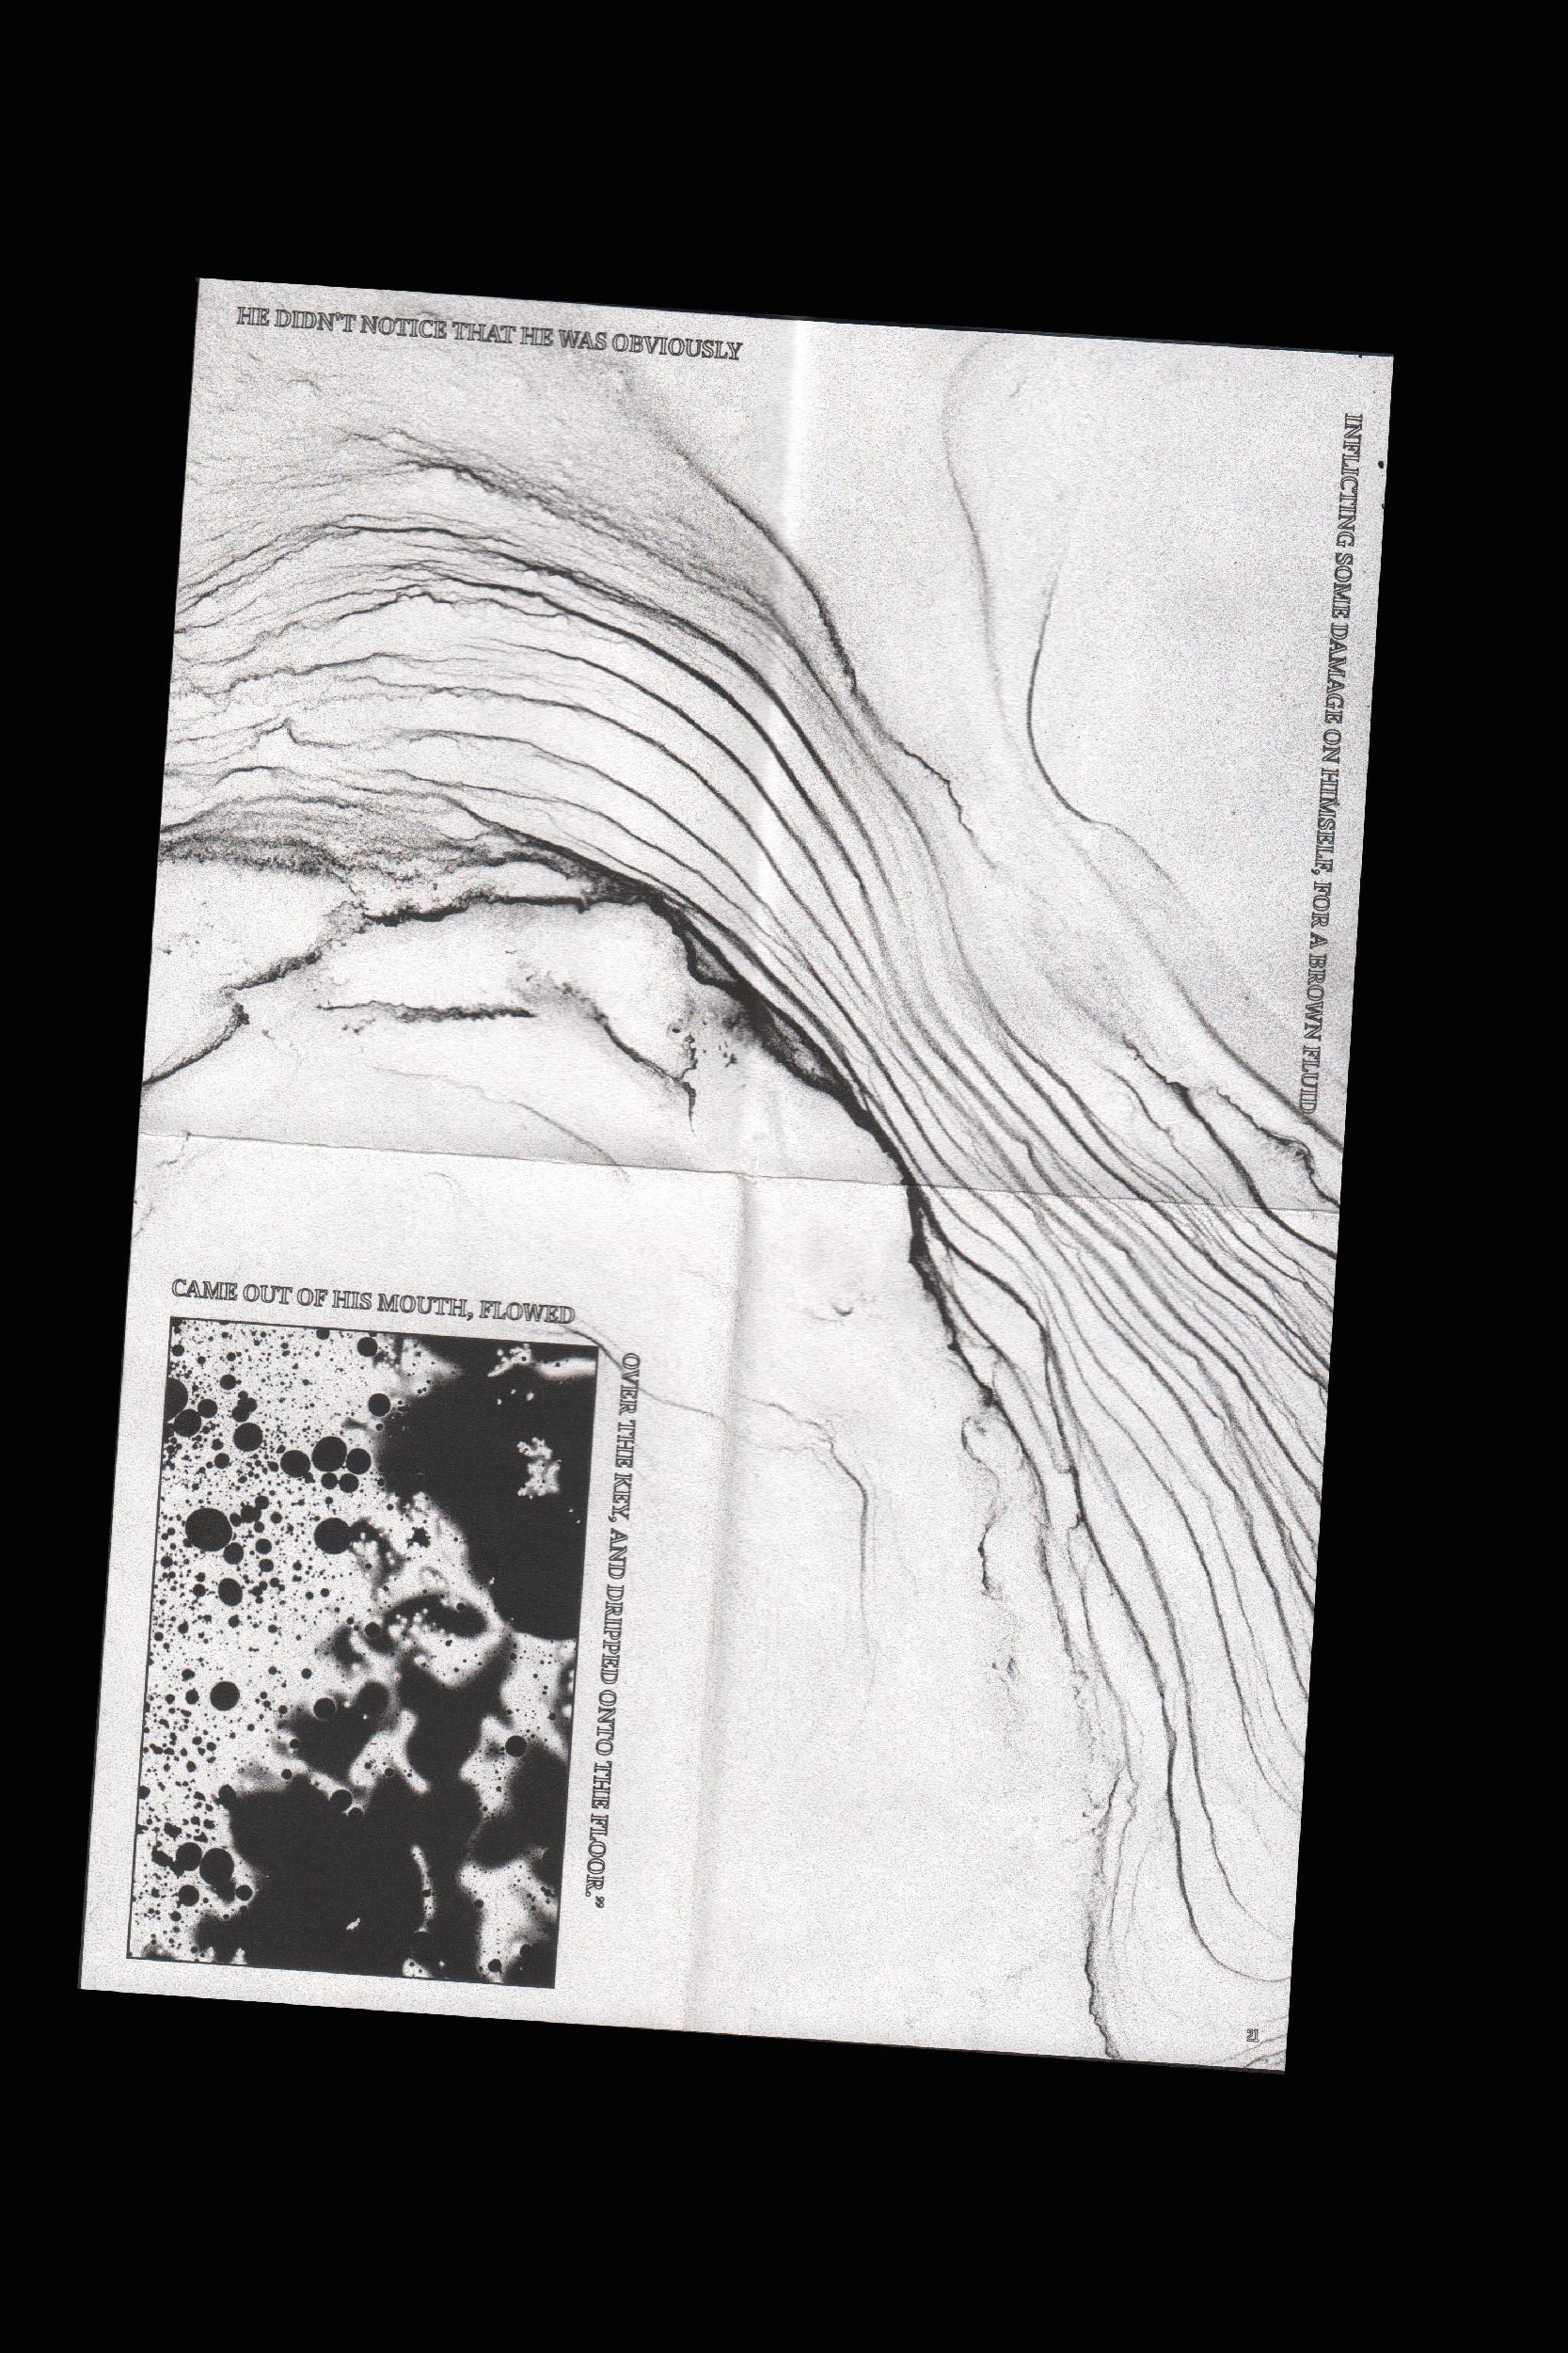 HE DIDN'T NOTICE THAT HE WAS OBVIOUSLY
INFLICTING SOME DAMAGE ON HIMSELF, FOR A BROWN FLUID
CAME OUT OF HIS MOUTH, FLOWED
OVER THE KEY, AND DRIPPED ONTO THE FLOOR.”
21